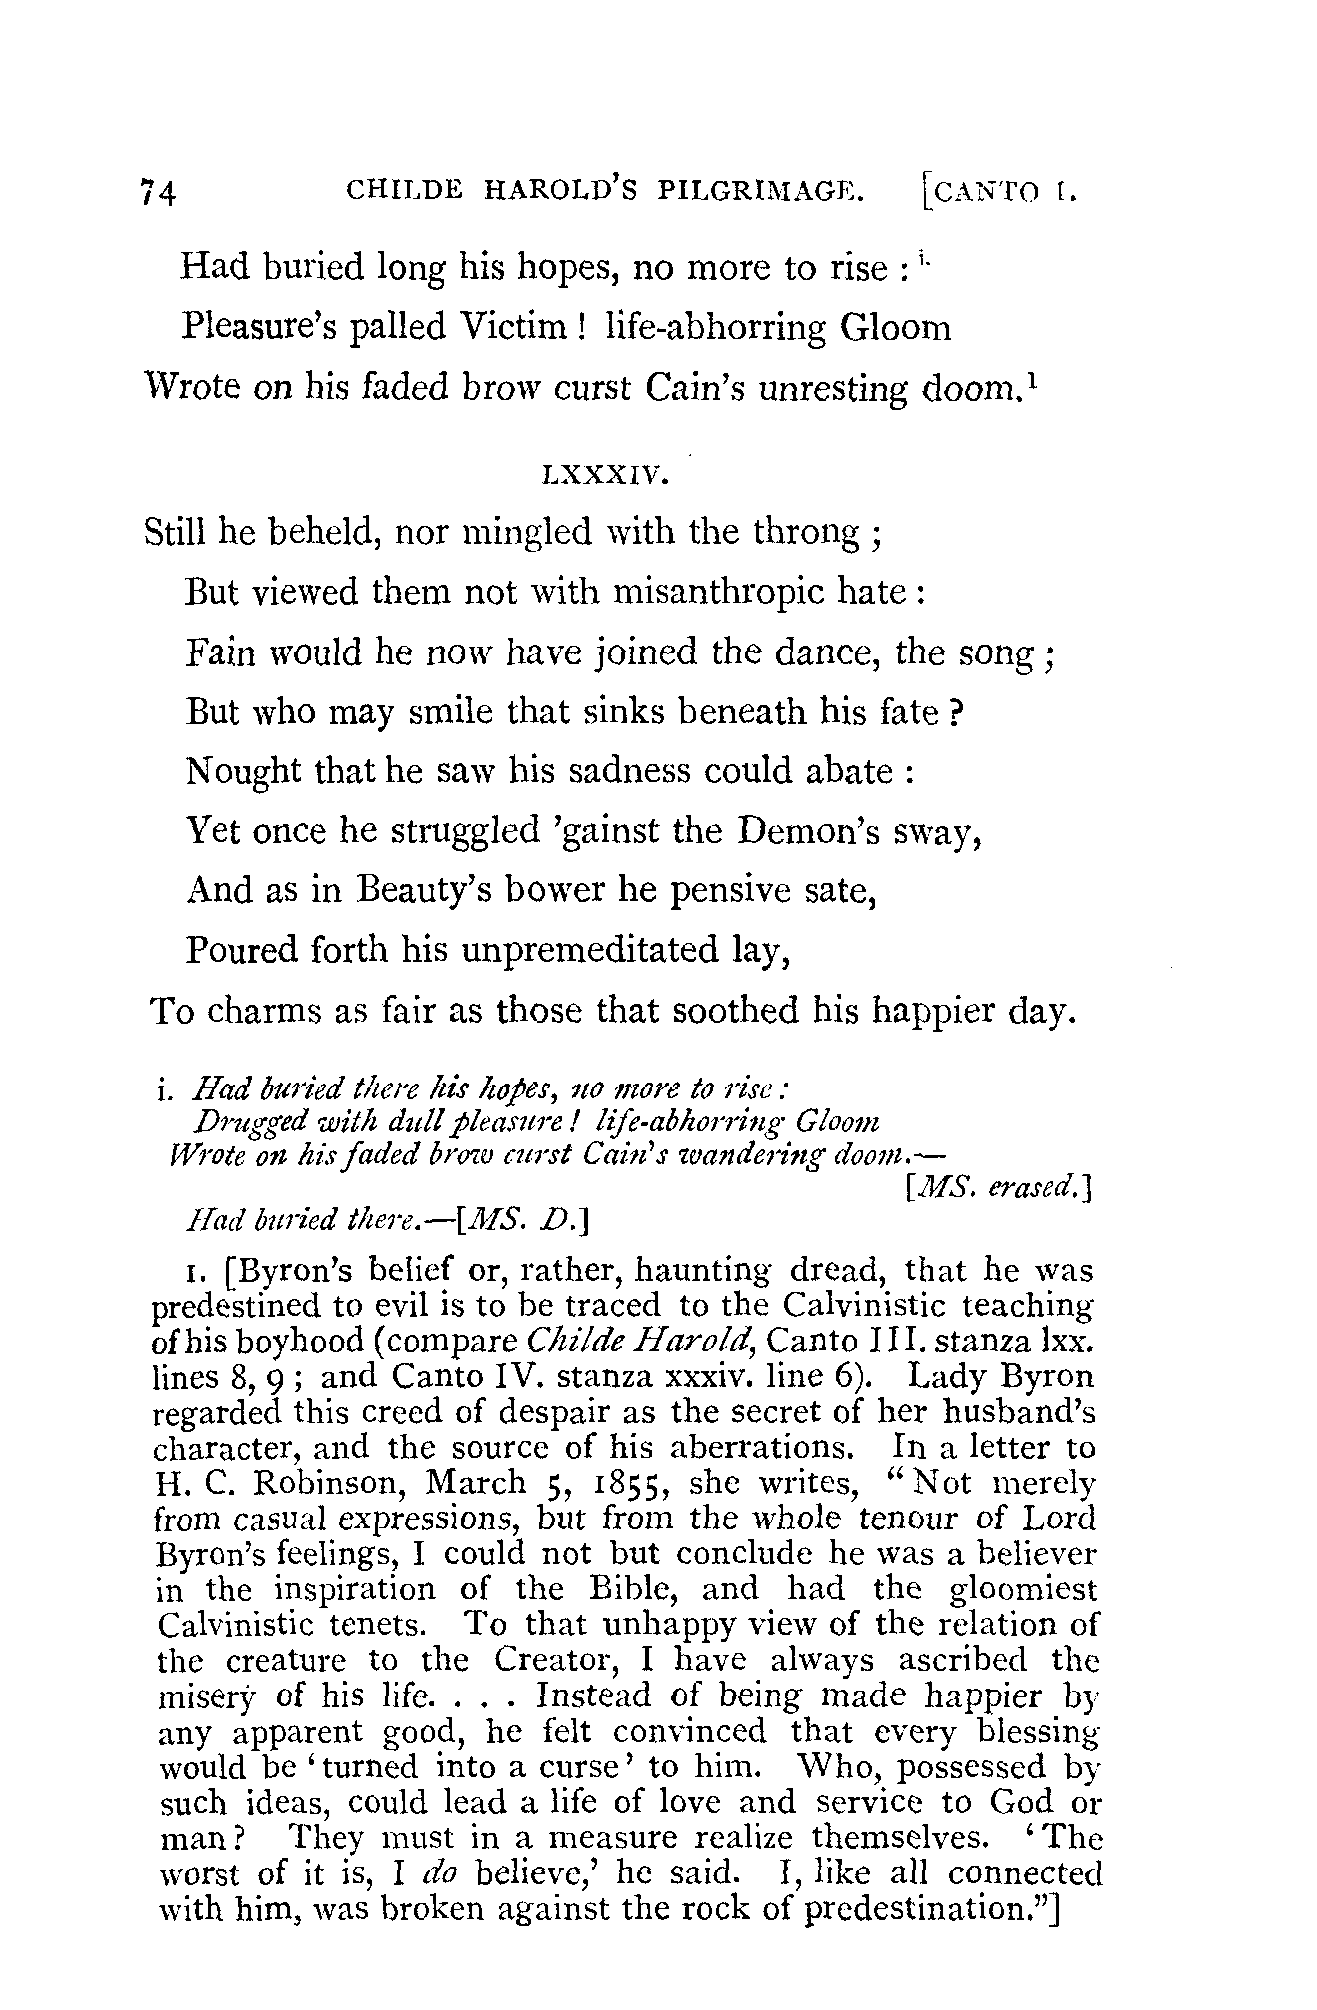 74 CHILDE HAROLD'S PILGRIMAGE. [CANTO I.
Had buried long his hopes, no more to rise : i.
Pleasure's palled Victim ! life-abhorring Gloom
Wrote on his faded brow curst Cain's unresting doom.1
LXXXIV.
Still he beheld, nor mingled with the throng ;
But viewed them not with misanthropic hate :
Fain would he now have joined the dance, the song ;
But who may smile that sinks beneath his fate ?
Nought that he saw his sadness could abate :
Yet once he struggled 'gainst the Demon's sway,
And as in Beauty's bower he pensive sate,
Poured forth his unpremeditated lay,
To charms as fair as those that soothed his happier day.
i. Had buried there his hopes, no more to rise :
Drugged with dull pleasure ! life-abhorring Gloom
Wrote on his faded brow curst Cain's wandering doom.—
[MS. erased.]
Had buried there.—[MS. D.]
1. [Byron's belief or, rather, haunting dread, that he was
predestined to evil is to be traced to the Calvinistic teaching
of his boyhood (compare Childe Harold, Canto III. stanza lxx.
lines 8, 9 ; and Canto IV. stanza xxxiv. line 6). Lady Byron
regarded this creed of despair as the secret of her husband's
character, and the source of his aberrations. In a letter to
H. C. Robinson, March 5, 1855, she writes, "Not merely
from casual expressions, but from the whole tenour of Lord
Byron's feelings, I could not but conclude he was a believer
in the inspiration of the Bible, and had the gloomiest
Calvinistic tenets. To that unhappy view of the relation of
the creature to the Creator, I have always ascribed the
misery of his life. . . . Instead of being made happier by
any apparent good, he felt convinced that every blessing
would be 'turned into a curse' to him. Who, possessed by
such ideas, could lead a life of love and service to God or
man? They must in a measure realize themselves. 'The
worst of it is, I do believe,' he said. I, like all connected
with him, was broken against the rock of predestination."]